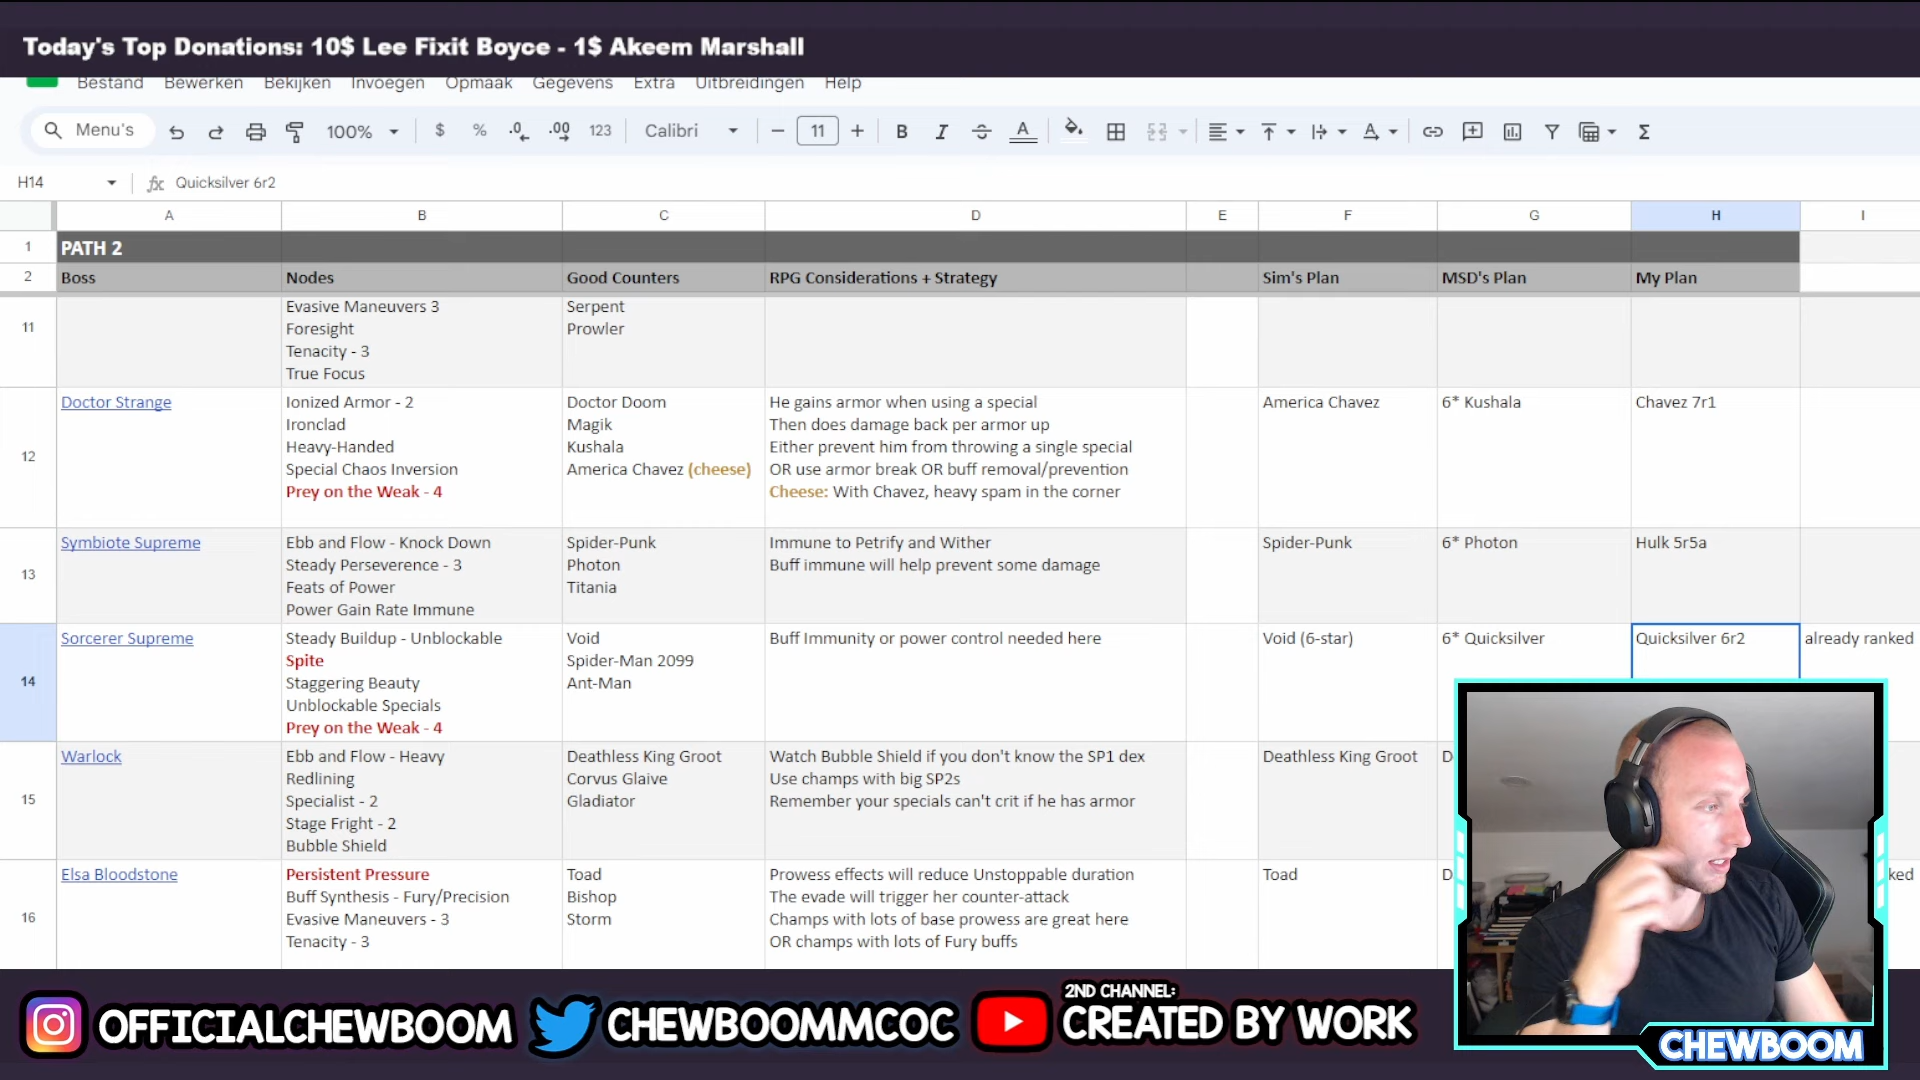 Today's Top Donations: 10$ Lee Fixit Boyce - 1$ Akeem Marshall
Bestand Bewerken Bekijken Invoegen Opmaak Gegevens Extra Uitbreidingen Help
Menu's 100% $ % .0 .00 123 Calibri 11 B I A
H14 fx Quicksilver 6r2
A B C D E F G H I
1 PATH 2
2 Boss Nodes Good Counters RPG Considerations + Strategy Sim's Plan MSD's Plan My Plan
11
Evasive Maneuvers 3
Foresight
Tenacity - 3
True Focus
Serpent
Prowler
12
Doctor Strange
Ionized Armor - 2
Ironclad
Heavy-Handed
Special Chaos Inversion
Prey on the Weak - 4
Doctor Doom
Magik
Kushala
America Chavez (cheese)
He gains armor when using a special
Then does damage back per armor up
Either prevent him from throwing a single special
OR use armor break OR buff removal/prevention
Cheese: With Chavez, heavy spam in the corner
America Chavez
6* Kushala
Chavez 7r1
13
Symbiote Supreme
Ebb and Flow - Knock Down
Steady Perseverence - 3
Feats of Power
Power Gain Rate Immune
Spider-Punk
Photon
Titania
Immune to Petrify and Wither
Buff immune will help prevent some damage
Spider-Punk
6* Photon
Hulk 5r5a
14
Sorcerer Supreme
Steady Buildup - Unblockable
Spite
Staggering Beauty
Unblockable Specials
Prey on the Weak - 4
Void
Spider-Man 2099
Ant-Man
Buff Immunity or power control needed here
Void (6-star)
6* Quicksilver
Quicksilver 6r2
already ranked
15
Warlock
Ebb and Flow - Heavy
Redlining
Specialist - 2
Stage Fright - 2
Bubble Shield
Deathless King Groot
Corvus Glaive
Gladiator
Watch Bubble Shield if you don't know the SP1 dex
Use champs with big SP2s
Remember your specials can't crit if he has armor
Deathless King Groot
16
Elsa Bloodstone
Persistent Pressure
Buff Synthesis - Fury/Precision
Evasive Maneuvers - 3
Tenacity - 3
Toad
Bishop
Storm
Prowess effects will reduce Unstoppable duration
The evade will trigger her counter-attack
Champs with lots of base prowess are great here
OR champs with lots of Fury buffs
Toad
OFFICIALCHEWBOOM
CHEWBOOMMCOC
2ND CHANNEL:
CREATED BY WORK
CHEWBOOM